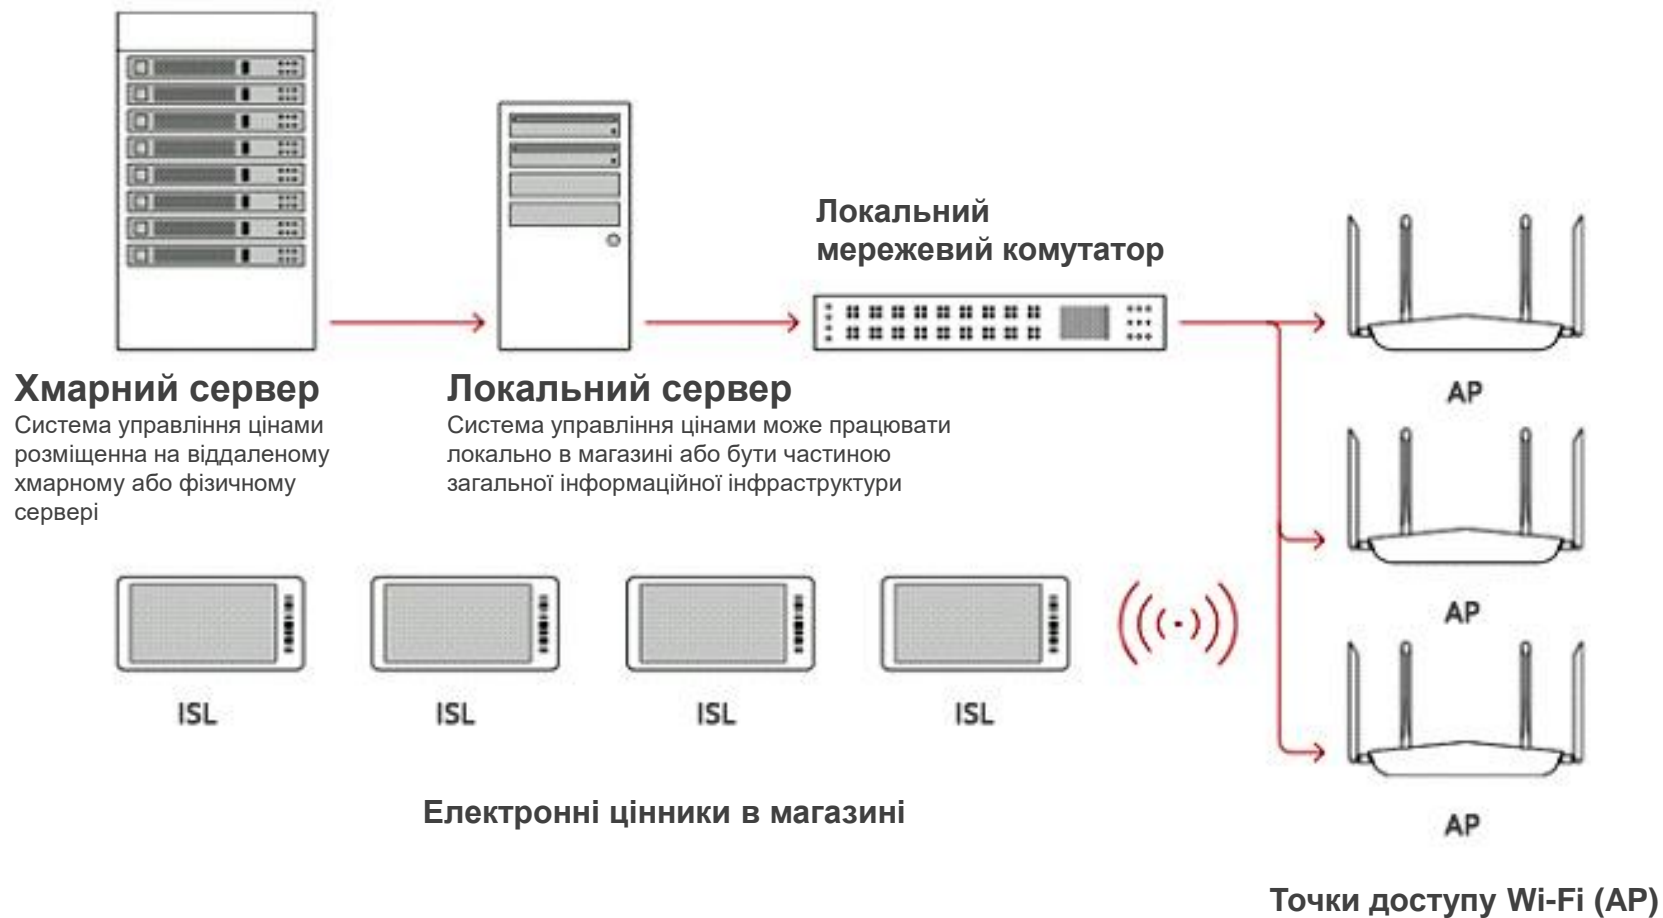 Локальний
мережевий комутатор
Хмарний сервер
Система управління цінами
розміщенна на віддаленому
хмарному або фізичному
сервері
Локальний сервер
Система управління цінами може працювати
локально в магазині або бути частиною
загальної інформаційної інфраструктури
AP
AP
AP
ISL
ISL
ISL
ISL
Електронні цінники в магазині
Точки доступу Wi-Fi (AP)